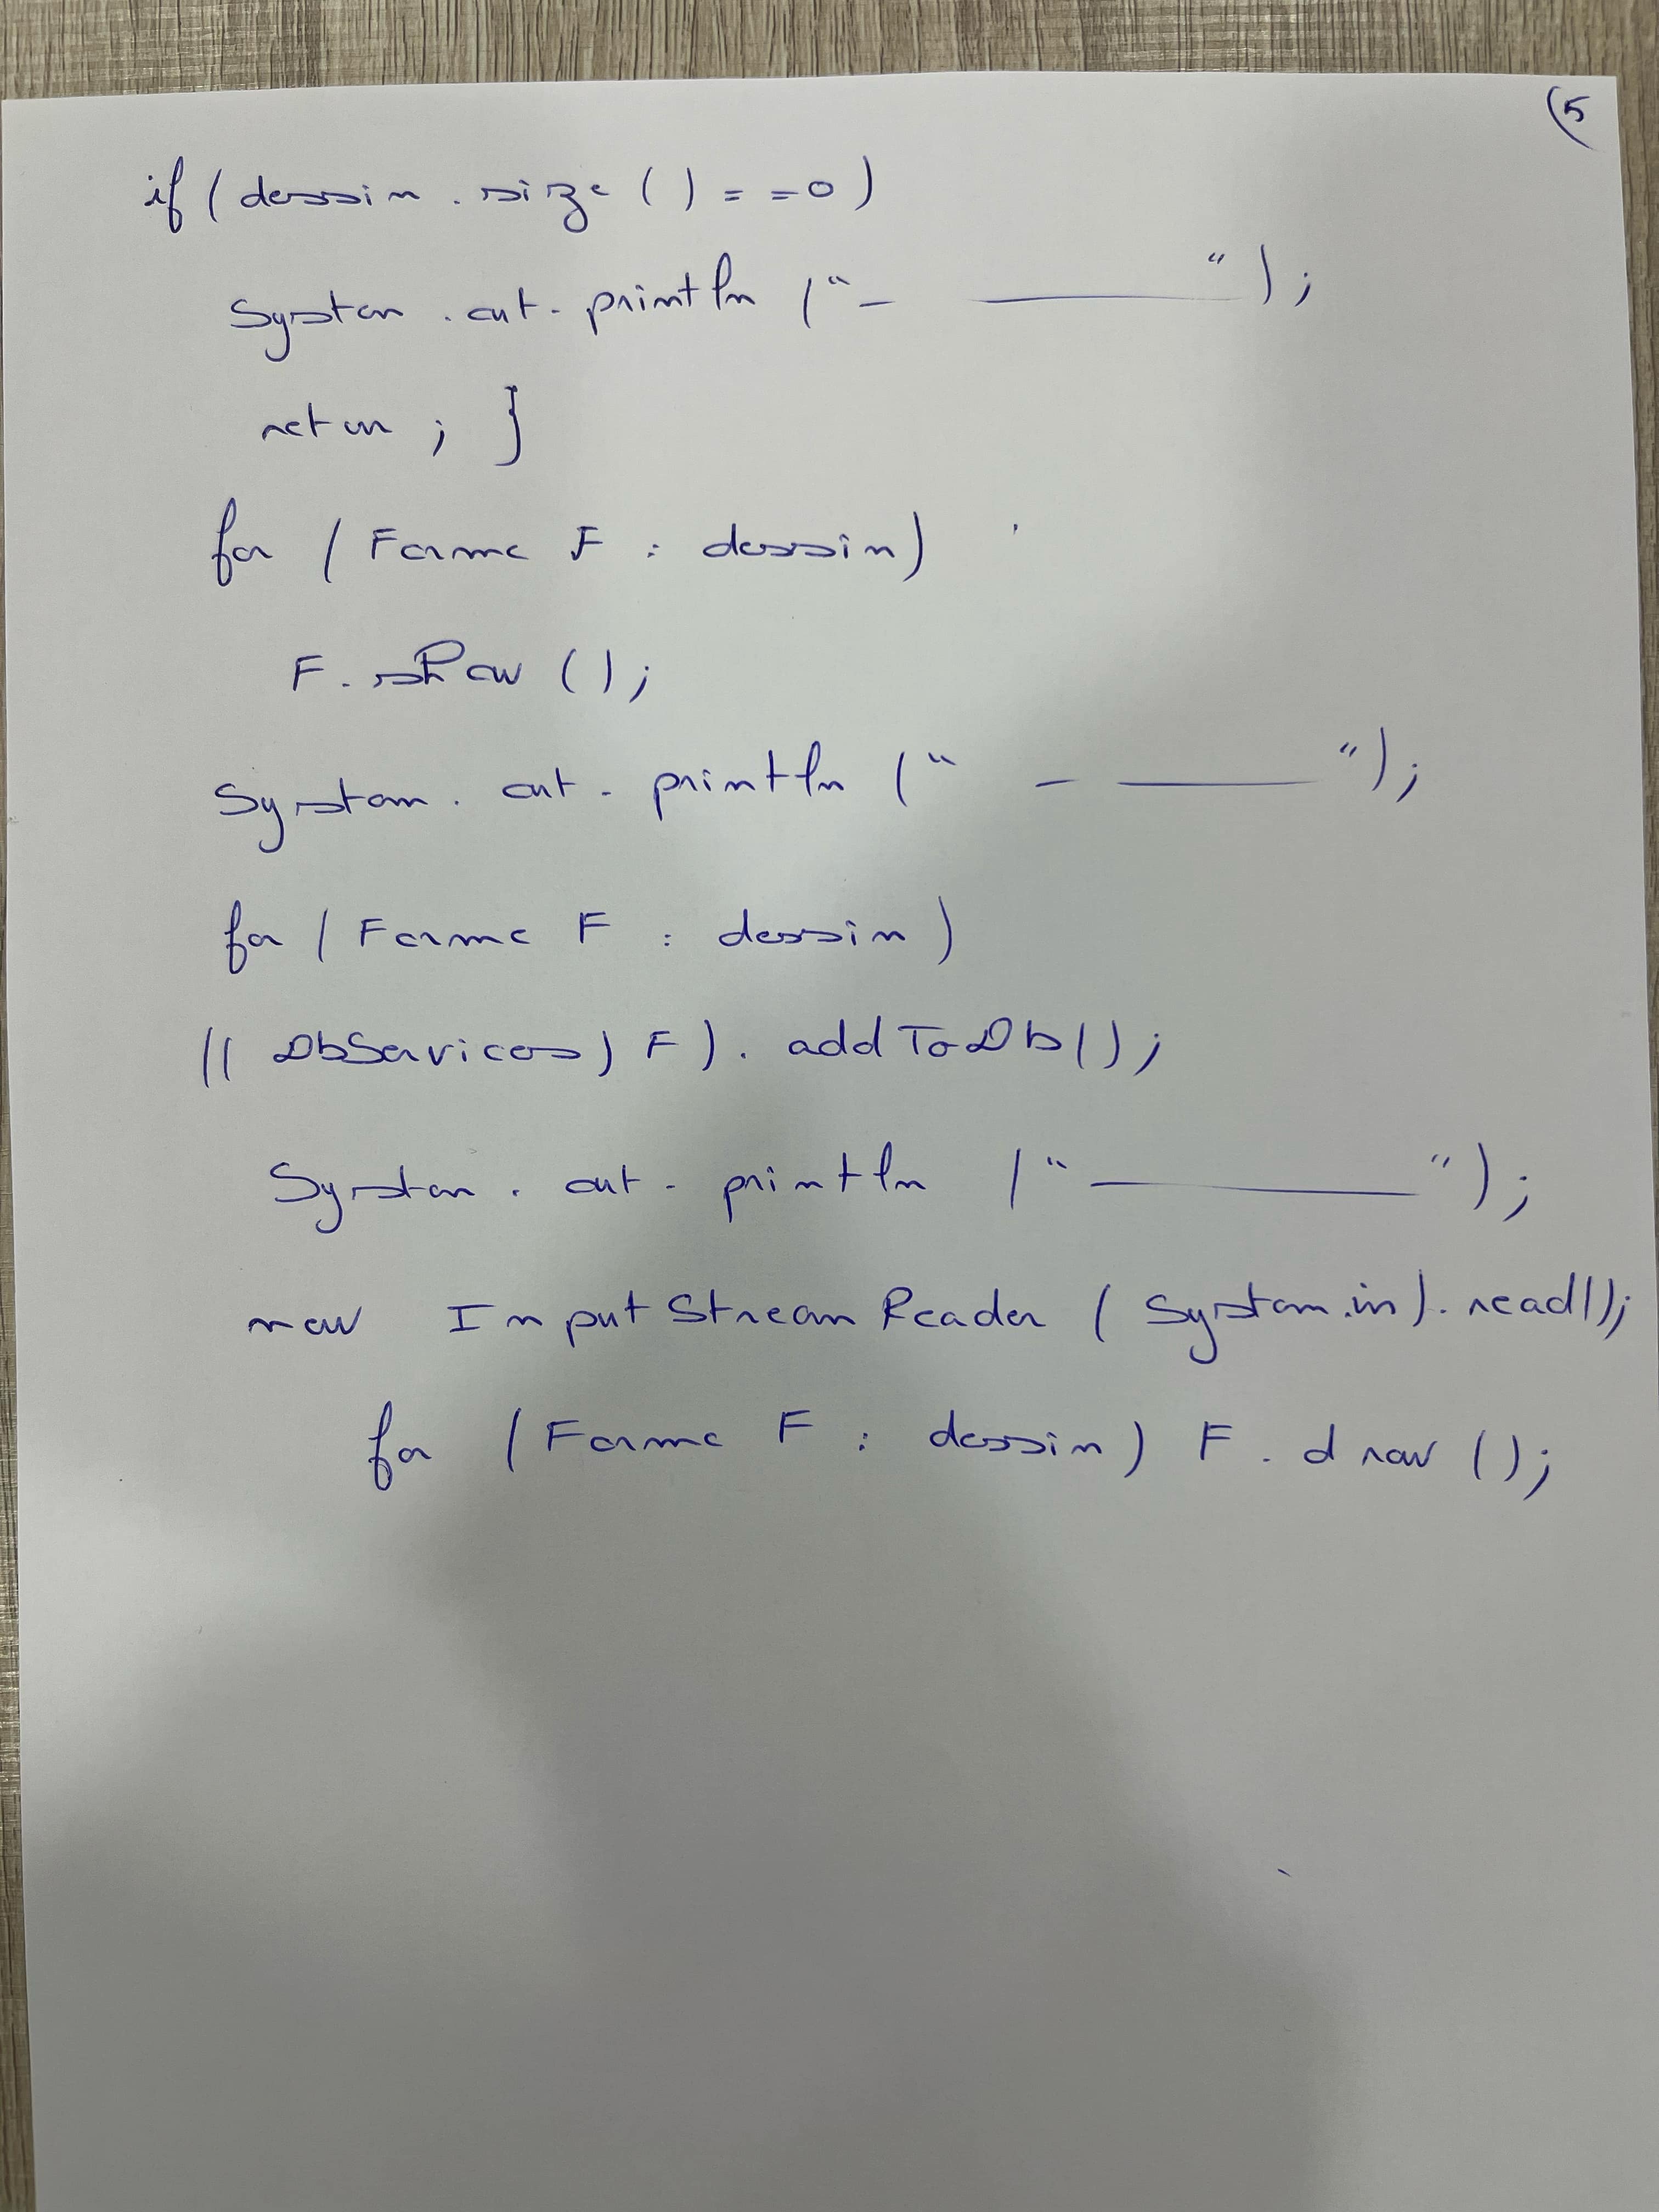 (5
if (dessin.size() = ==0)
System.out.println ("- ——— ");
return ; }
for (Forme F : dessin)
F.show ();
System.out.println (" - ——— ");
for (Forme F : dessin)
(( DbServices) F ). addToDb();
System.out.println ("——— ");
new InputStreamReader ( System.in ). read();
for (Forme F : dessin) F . draw ();